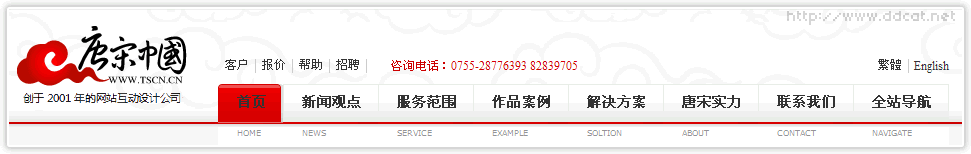 http://www.ddcat.net
唐宋中國
WWW.TSCN.CN
创于 2001 年的网站互动设计公司
客户 | 报价 | 帮助 | 招聘 | 咨询电话：0755-28776393 82839705 繁體 | English
首页 新闻观点 服务范围 作品案例 解决方案 唐宋实力 联系我们 全站导航
HOME NEWS SERVICE EXAMPLE SOLTION ABOUT CONTACT NAVIGATE